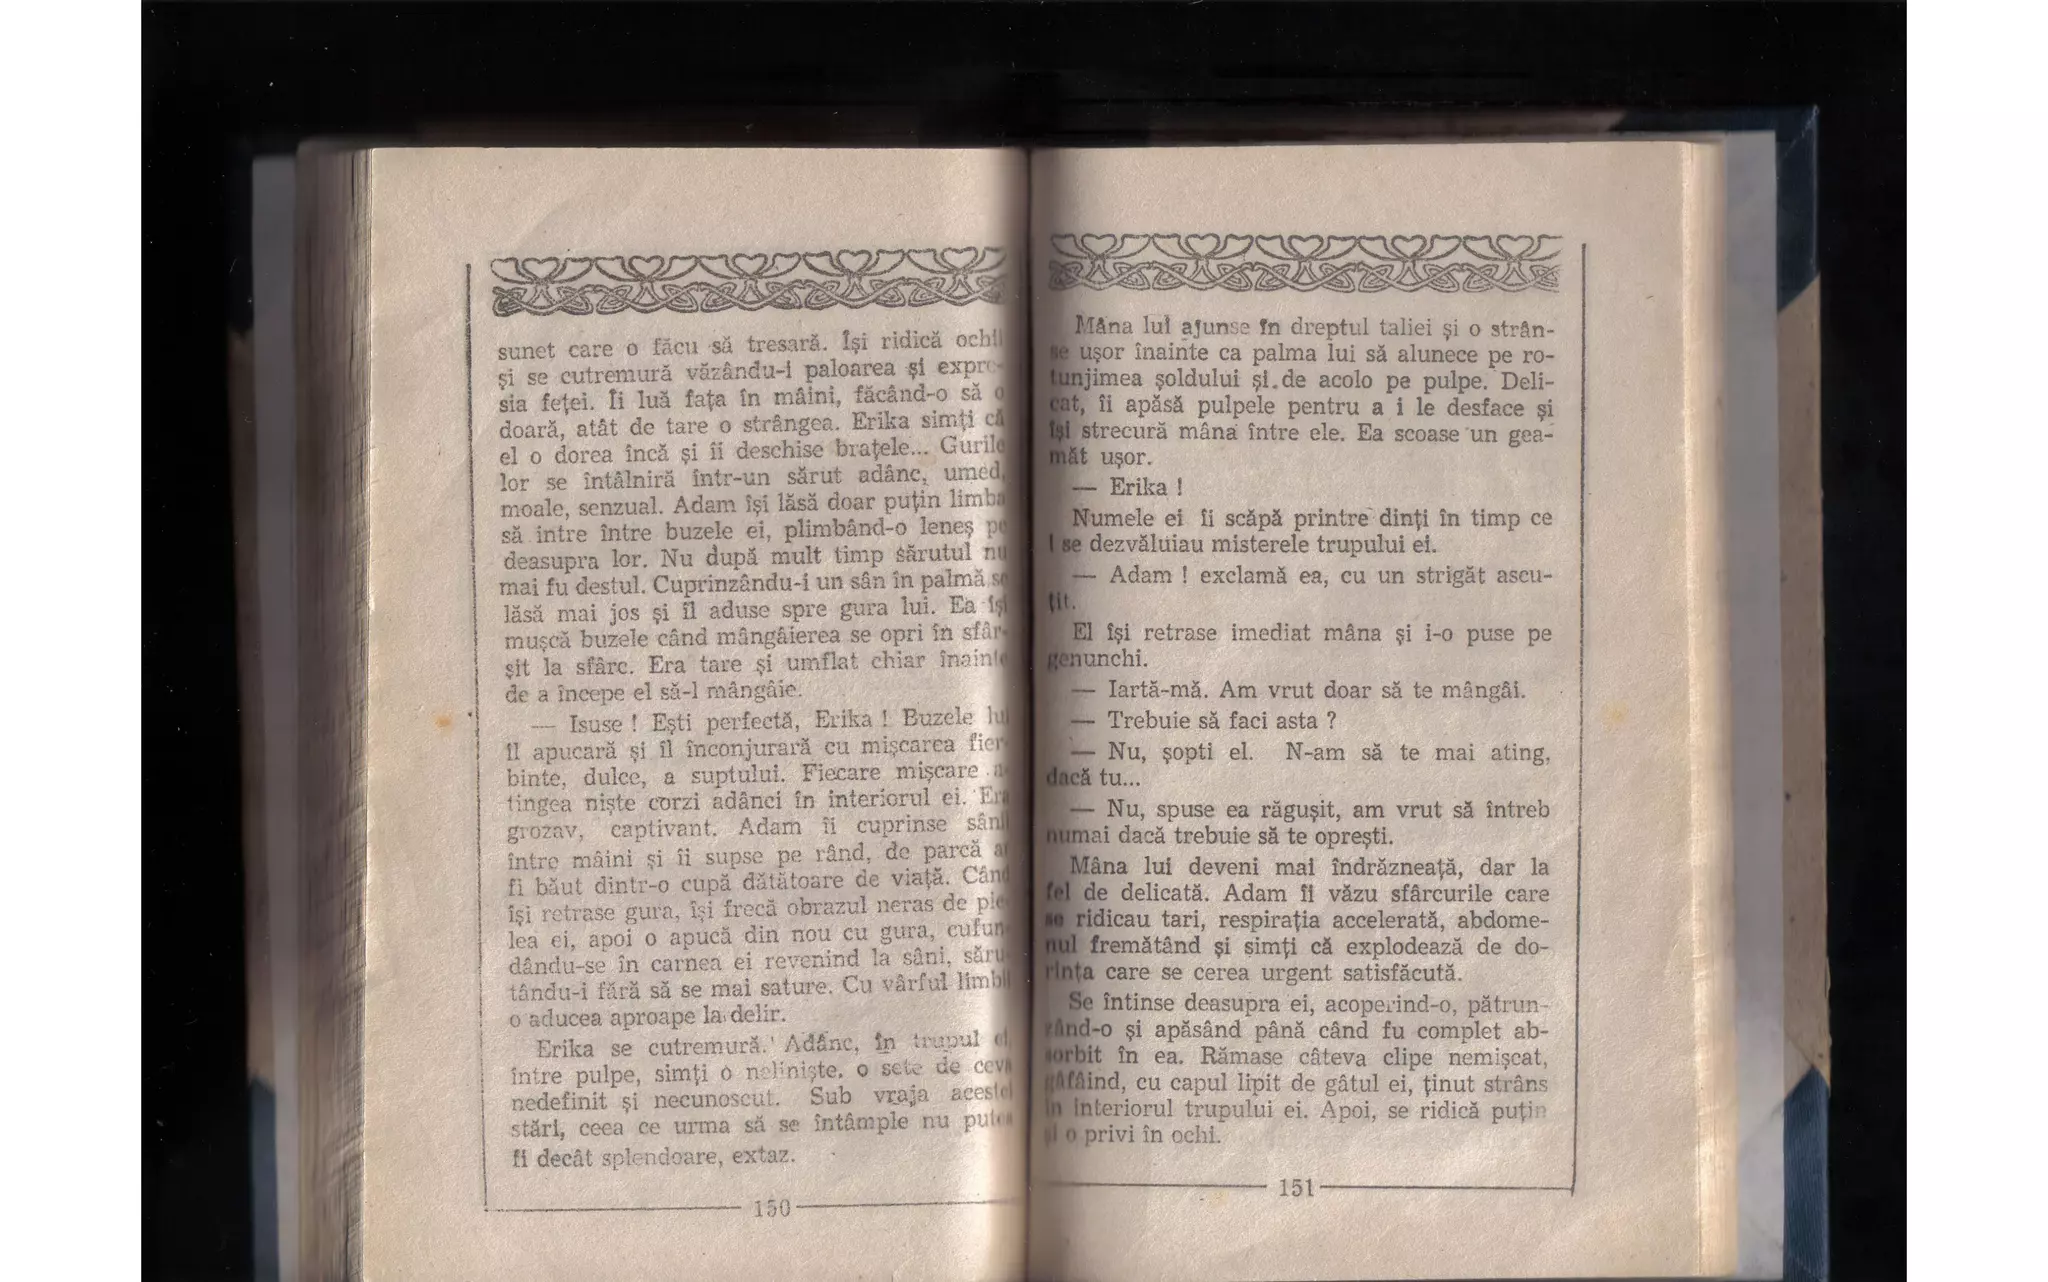 sunet care o făcu să tresară. Își ridică ochii
și se cutremură văzându-i paloarea și expre-
sia feței. Îi luă fața în mâini, făcând-o să o
doară, atât de tare o strângea. Erika simți că
el o dorea încă și îi deschise brațele... Gurile
lor se întâlniră într-un sărut adânc, umed,
moale, senzual. Adam își lăsă doar puțin limba
să intre între buzele ei, plimbând-o leneș pe
deasupra lor. Nu după mult timp sărutul nu
mai fu destul. Cuprinzându-i un sân în palmă se
lăsă mai jos și îl aduse spre gura lui. Ea își
mușcă buzele când mângâierea se opri în sfâr-
șit la sfârc. Era tare și umflat chiar înainte
de a începe el să-l mângâie.
— Isuse ! Ești perfectă, Erika ! Buzele lui
îl apucară și îl înconjurară cu mișcarea fier-
binte, dulce, a suptului. Fiecare mișcare a-
tingea niște corzi adânci în interiorul ei. Era
grozav, captivant. Adam îi cuprinse sânii
între mâini și îi supse pe rând, de parcă ar
fi băut dintr-o cupă dătătoare de viață. Când
își retrase gura, își frecă obrazul neras de pie-
lea ei, apoi o apucă din nou cu gura, cufun-
dându-se în carnea ei revenind la sâni, săru-
tându-i fără să se mai sature. Cu vârful limbii
o aducea aproape la delir.
Erika se cutremură. Adânc, în trupul ei,
între pulpe, simți o neliniște, o sete de ceva
nedefinit și necunoscut. Sub vraja acestei
stări, ceea ce urma să se întâmple nu putea
fi decât splendoare, extaz.
150
Mâna lui ajunse în dreptul taliei și o strân-
se ușor înainte ca palma lui să alunece pe ro-
tunjimea șoldului și de acolo pe pulpe. Deli-
cat, îi apăsă pulpele pentru a i le desface și
își strecură mâna între ele. Ea scoase un gea-
măt ușor.
— Erika !
Numele ei îi scăpă printre dinți în timp ce
i se dezvăluiau misterele trupului ei.
— Adam ! exclamă ea, cu un strigăt ascu-
țit.
El își retrase imediat mâna și i-o puse pe
genunchi.
— Iartă-mă. Am vrut doar să te mângâi.
— Trebuie să faci asta ?
— Nu, șopti el. N-am să te mai ating,
dacă tu...
— Nu, spuse ea răgușit, am vrut să întreb
numai dacă trebuie să te oprești.
Mâna lui deveni mai îndrăzneață, dar la
fel de delicată. Adam îi văzu sfârcurile care
se ridicau tari, respirația accelerată, abdome-
nul fremătând și simți că explodează de do-
rința care se cerea urgent satisfăcută.
Se întinse deasupra ei, acoperind-o, pătrun-
zând-o și apăsând până când fu complet ab-
sorbit în ea. Rămase câteva clipe nemișcat,
gâfâind, cu capul lipit de gâtul ei, ținut strâns
în interiorul trupului ei. Apoi, se ridică puțin
și o privi în ochi.
151